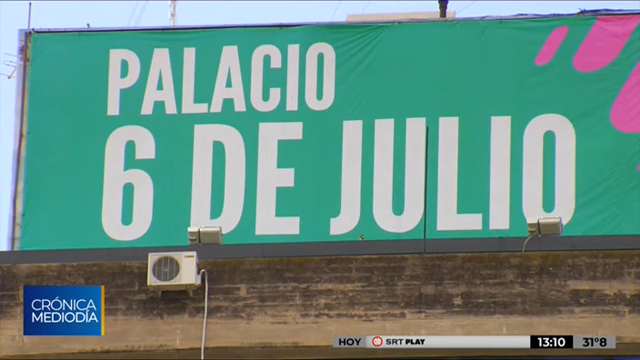 PALACIO
6 DE JULIO
CRÓNICA
MEDIODÍA
HOY SRT PLAY 13:10 31°8